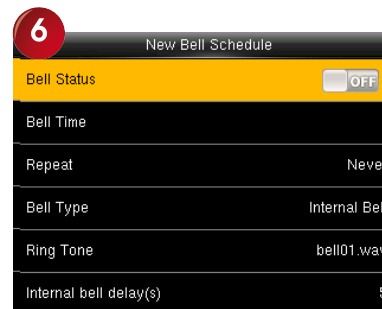 6
New Bell Schedule
Bell Status OFF
Bell Time
Repeat Never
Bell Type Internal Bel
Ring Tone bell01.wav
Internal bell delay(s) 5